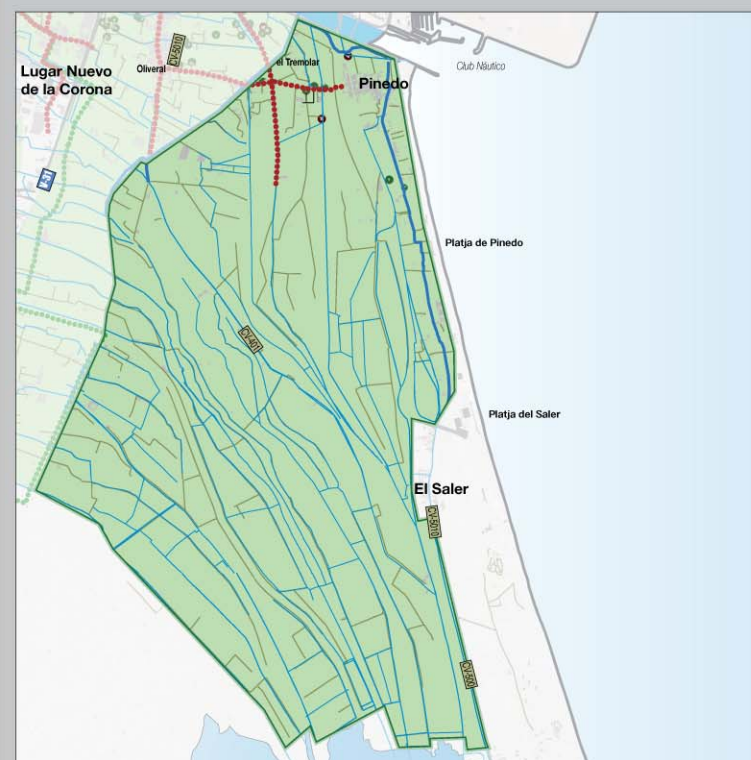 Lugar Nuevo
de la Corona
Oliveral
CV-5010
el Tremolar
Pinedo
Club Náutico
V-31
Platja de Pinedo
CV-401
Platja del Saler
El Saler
CV-5010
CV-500